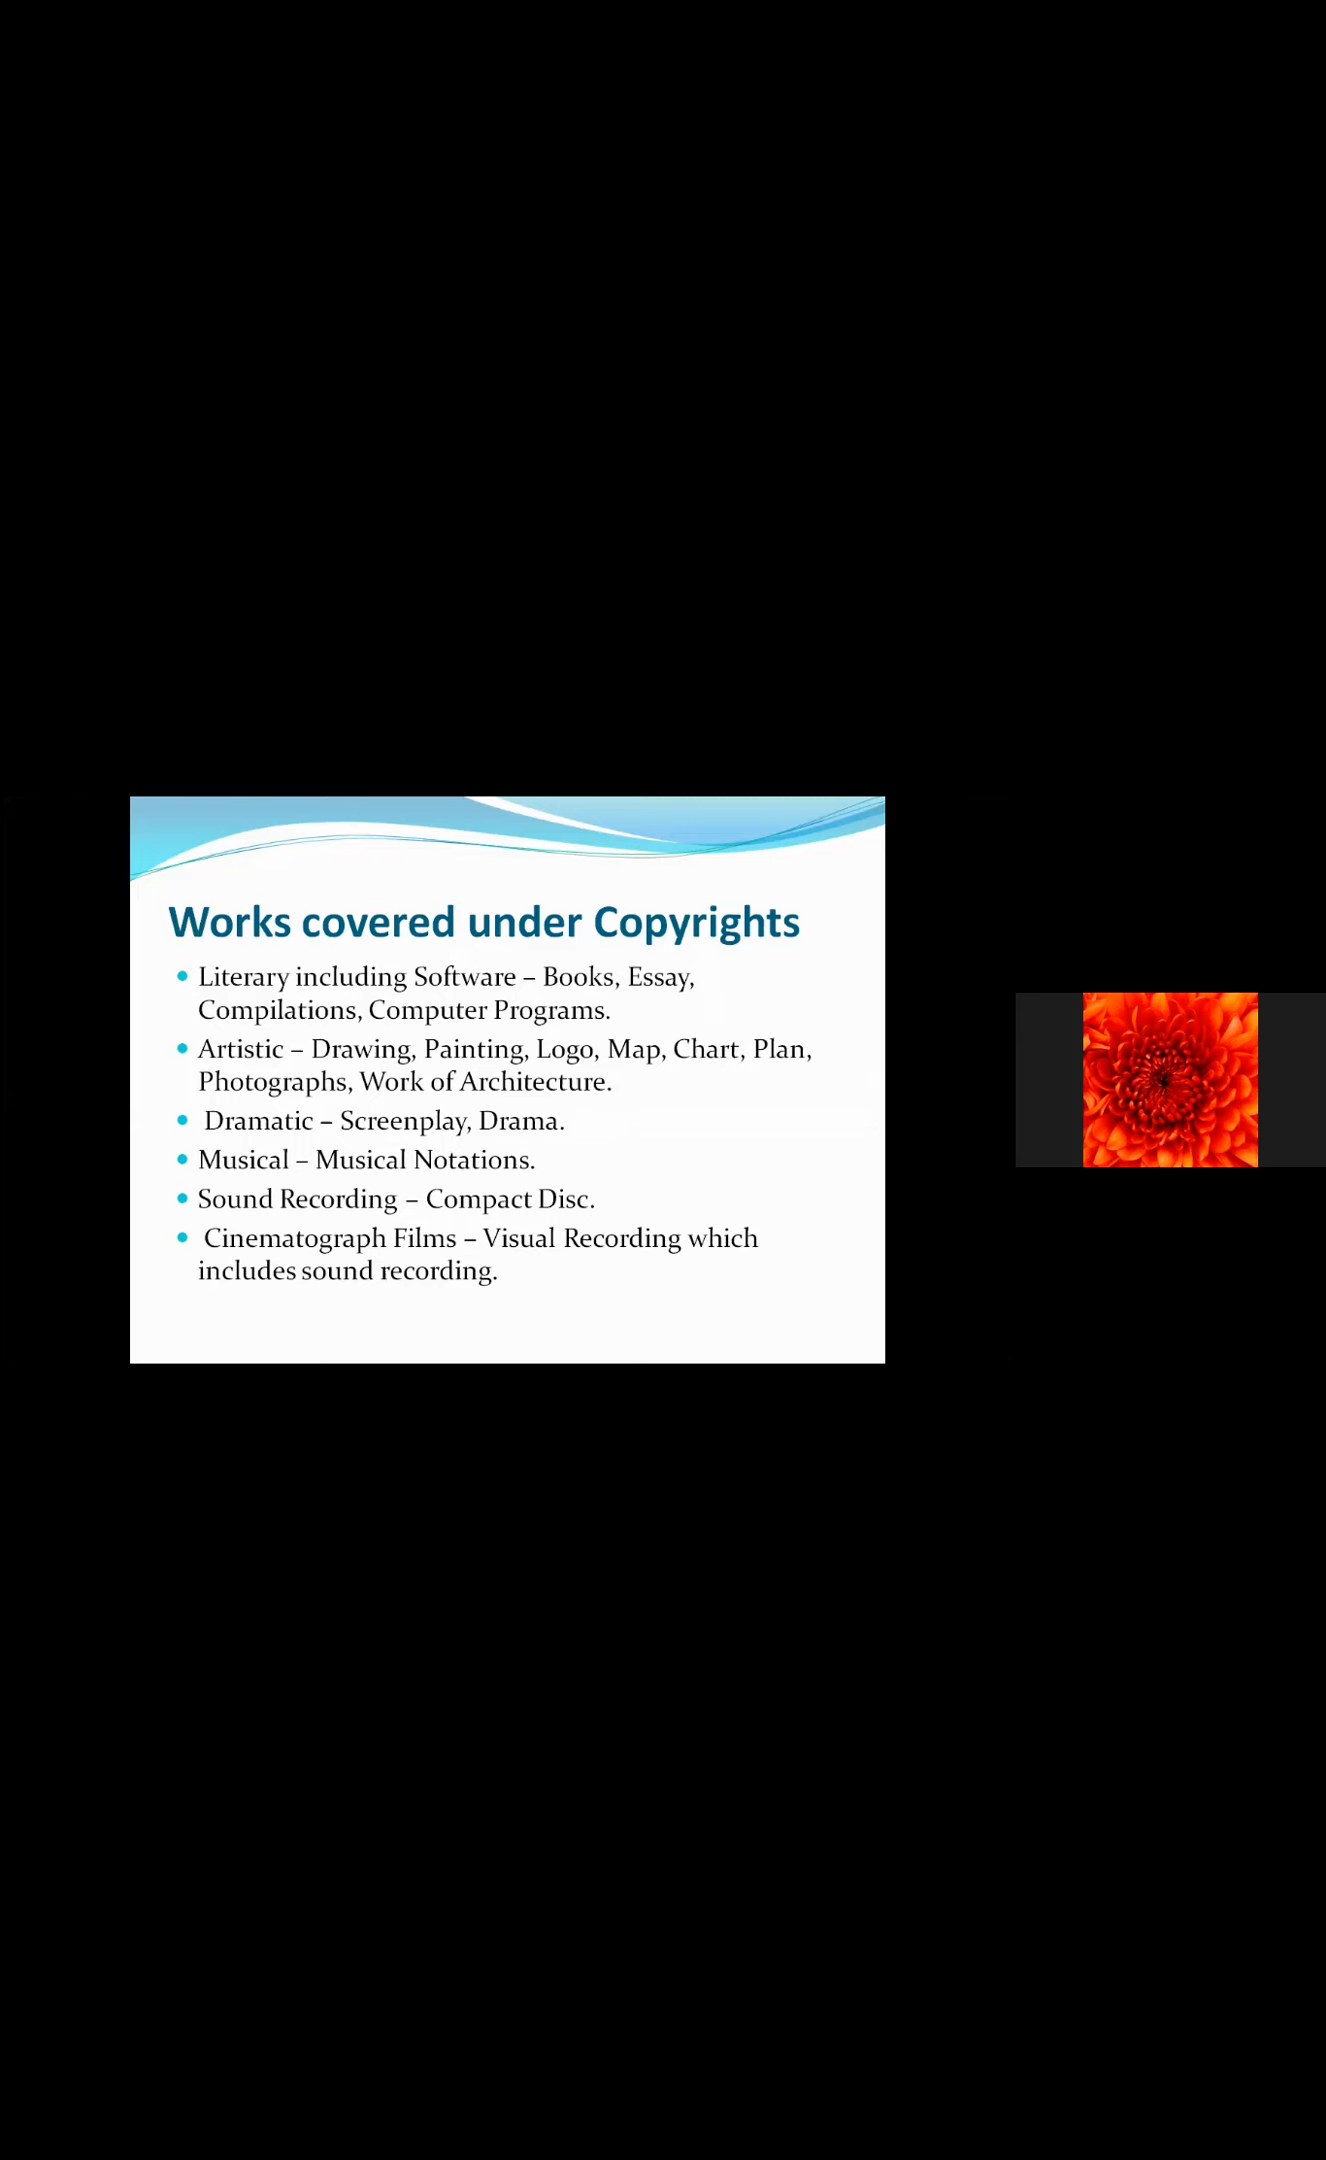 Works covered under Copyrights
• Literary including Software – Books, Essay,
Compilations, Computer Programs.
• Artistic – Drawing, Painting, Logo, Map, Chart, Plan,
Photographs, Work of Architecture.
• Dramatic – Screenplay, Drama.
• Musical – Musical Notations.
• Sound Recording – Compact Disc.
• Cinematograph Films – Visual Recording which
includes sound recording.